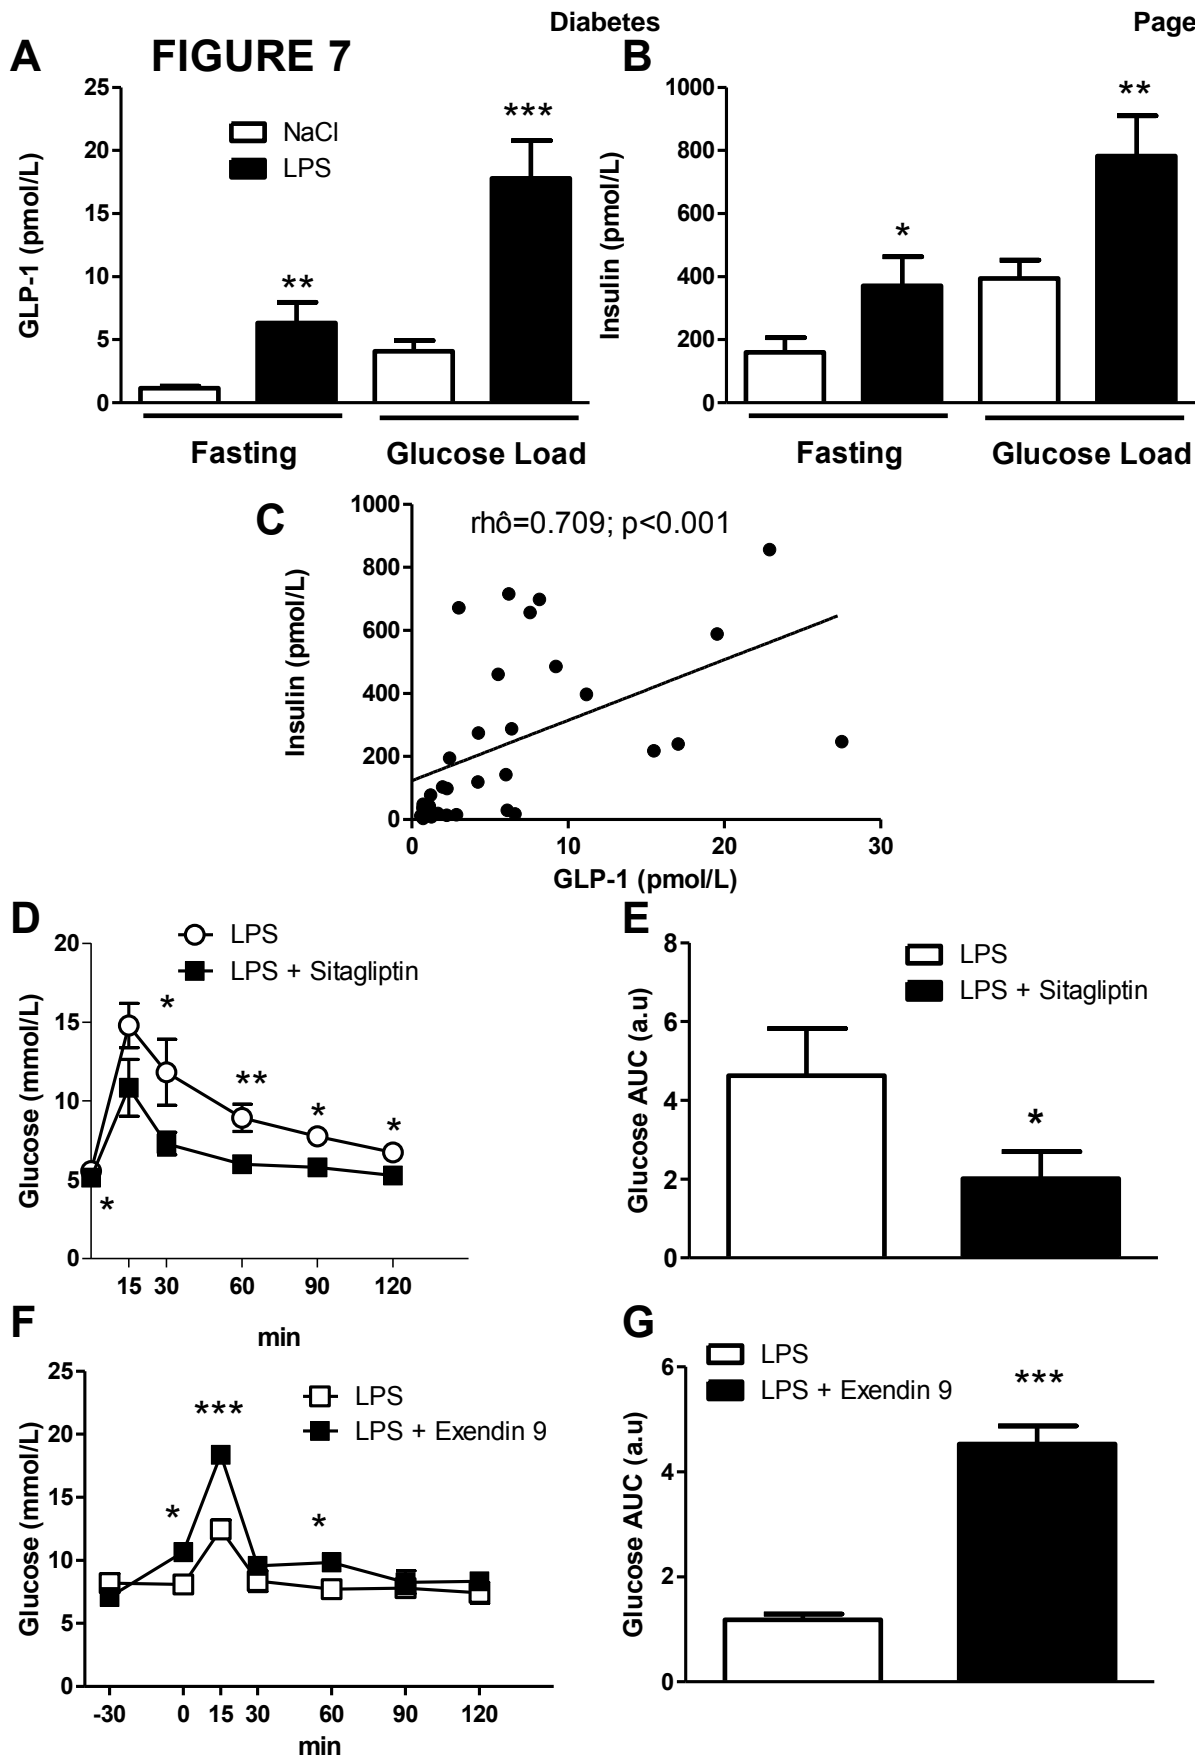 Diabetes
Page
A FIGURE 7
B
25
20
15
10
5
0
GLP-1 (pmol/L)
NaCl
LPS
**
***
Fasting
Glucose Load
1000
800
600
400
200
0
Insulin (pmol/L)
*
**
Fasting
Glucose Load
C
rhô=0.709; p<0.001
1000
800
600
400
200
0
Insulin (pmol/L)
0 10 20 30
GLP-1 (pmol/L)
D
LPS
LPS + Sitagliptin
20
15
10
5
0
Glucose (mmol/L)
*
*
**
*
*
15 30 60 90 120
min
E
LPS
LPS + Sitagliptin
8
6
4
2
0
Glucose AUC (a.u)
*
F
LPS
LPS + Exendin 9
25
20
15
10
5
0
Glucose (mmol/L)
*
***
*
-30 0 15 30 60 90 120
min
G
LPS
LPS + Exendin 9
6
4
2
0
Glucose AUC (a.u)
***